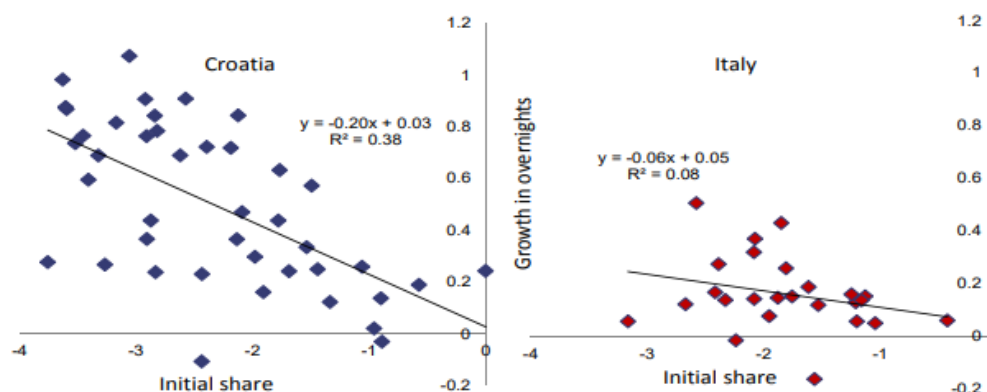 1.2
1
0.8
0.6
0.4
0.2
0
-0.2
-4
-3
-2
-1
0
Croatia
y = -0.20x + 0.03
R² = 0.38
Initial share
Growth in overnights
1.2
1
0.8
0.6
0.4
0.2
0
-0.2
-4
-3
-2
-1
Italy
y = -0.06x + 0.05
R² = 0.08
Initial share